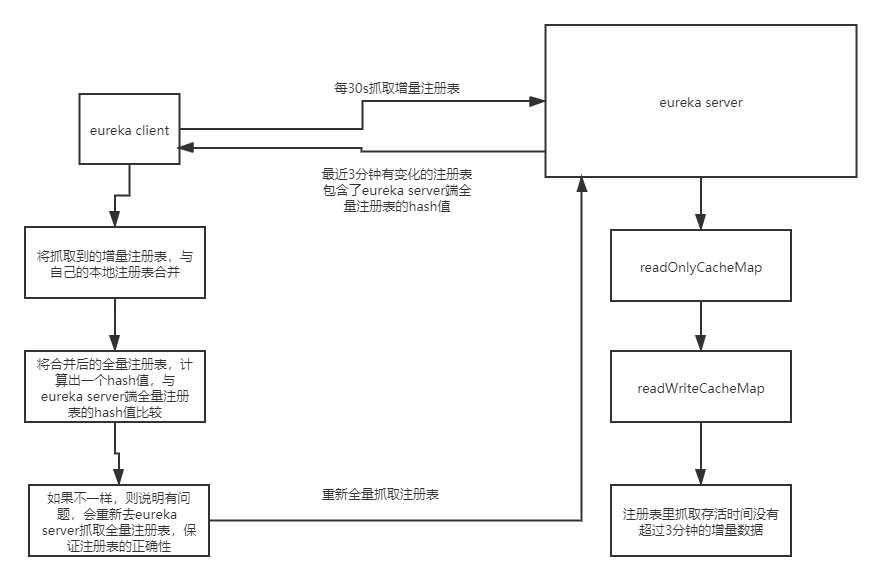 每30s抓取增量注册表
eureka server
eureka client
最近3分钟有变化的注册表
包含了eureka server端全
量注册表的hash值
将抓取到的增量注册表，与
自己的本地注册表合并
readOnlyCacheMap
将合并后的全量注册表，计
算出一个hash值，与
eureka server端全量注册
表的hash值比较
readWriteCacheMap
如果不一样，则说明有问
题，会重新去eureka
server抓取全量注册表，保
证注册表的正确性
重新全量抓取注册表
注册表里抓取存活时间没有
超过3分钟的增量数据